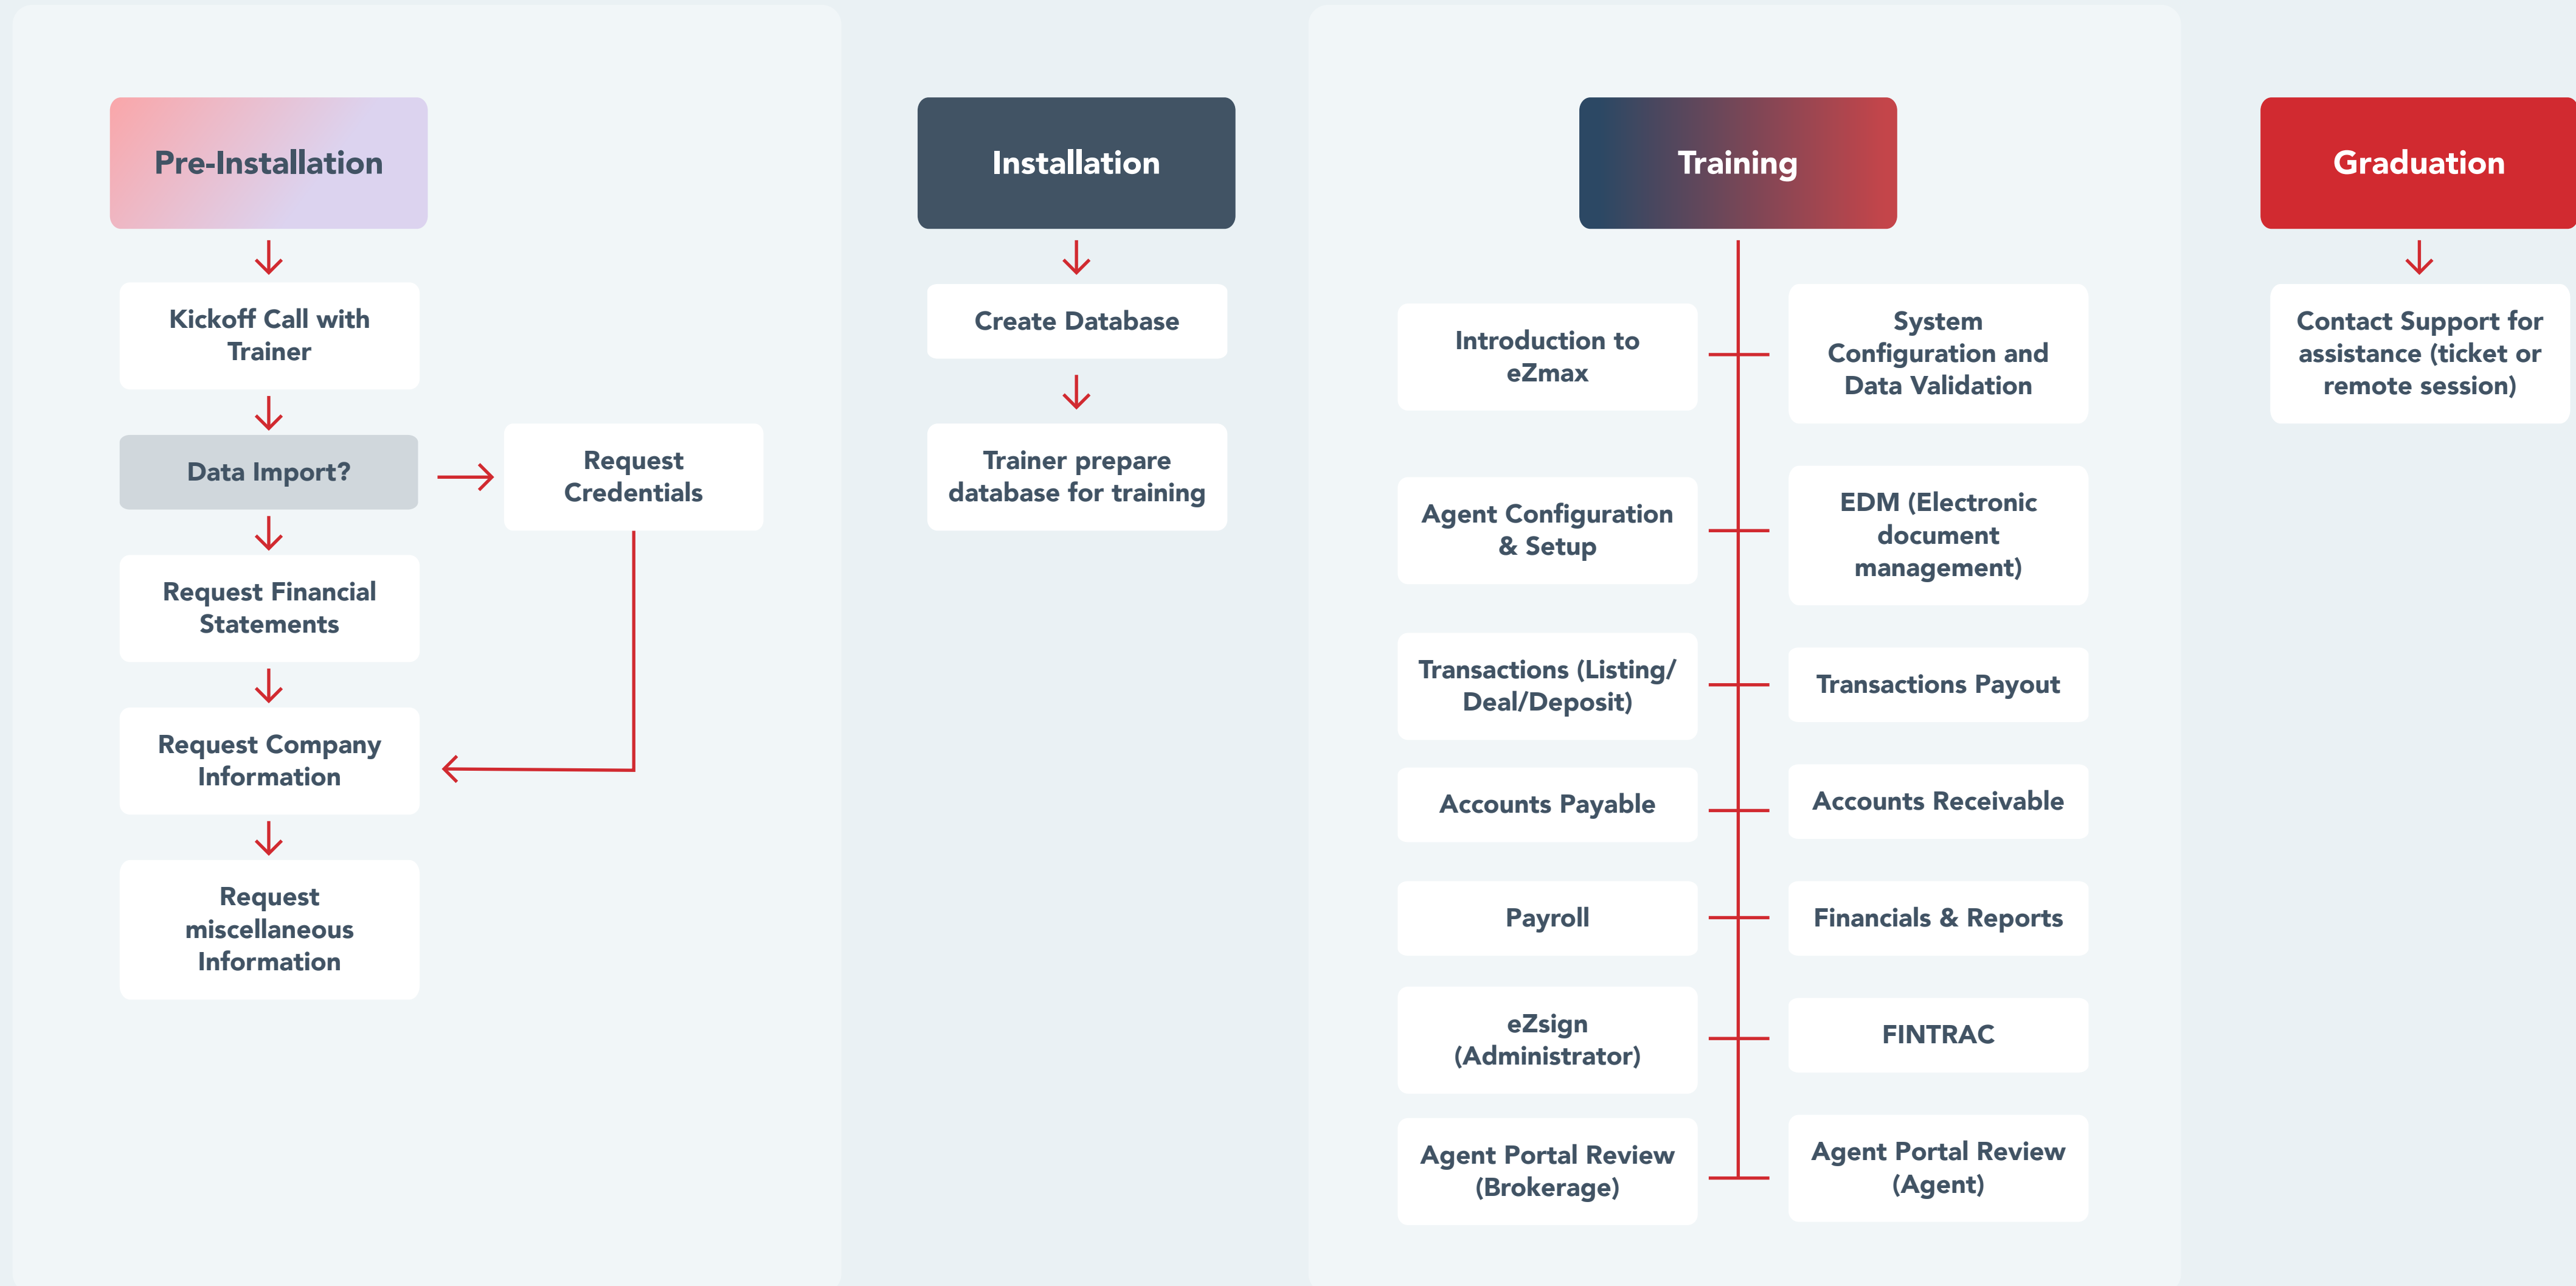 Pre-Installation
Kickoff Call with
Trainer
Data Import?
Request
Credentials
Request Financial
Statements
Request Company
Information
Request
miscellaneous
Information
Installation
Create Database
Trainer prepare
database for training
Training
Introduction to
eZmax
System
Configuration and
Data Validation
Agent Configuration
& Setup
EDM (Electronic
document
management)
Transactions (Listing/
Deal/Deposit)
Transactions Payout
Accounts Payable
Accounts Receivable
Payroll
Financials & Reports
eZsign
(Administrator)
FINTRAC
Agent Portal Review
(Brokerage)
Agent Portal Review
(Agent)
Graduation
Contact Support for
assistance (ticket or
remote session)